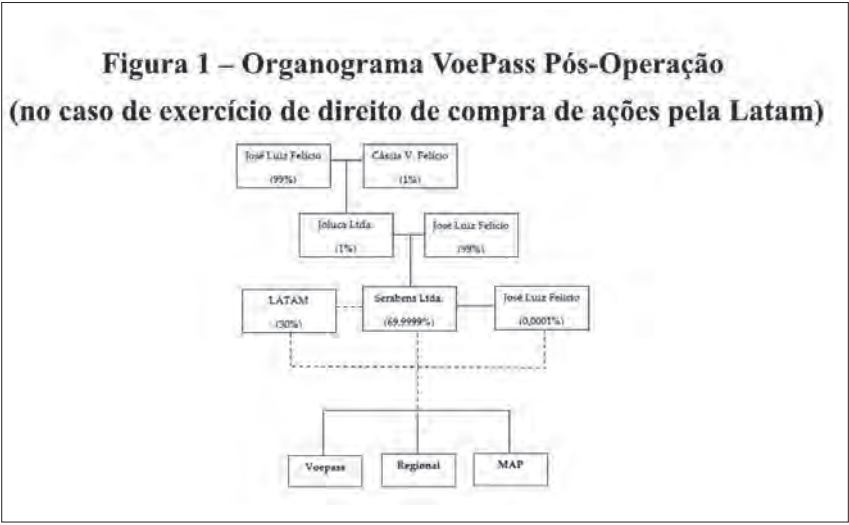 Figura 1 – Organograma VoePass Pós-Operação
(no caso de exercício de direito de compra de ações pela Latam)
José Luiz Felício
(99%)
Cássia V. Felício
(1%)
Joluca Ltda.
(1%)
José Luiz Felício
(99%)
LATAM
(30%)
Serabens Ltda.
(69,9999%)
José Luiz Felício
(0,0001%)
Voepass
Regional
MAP